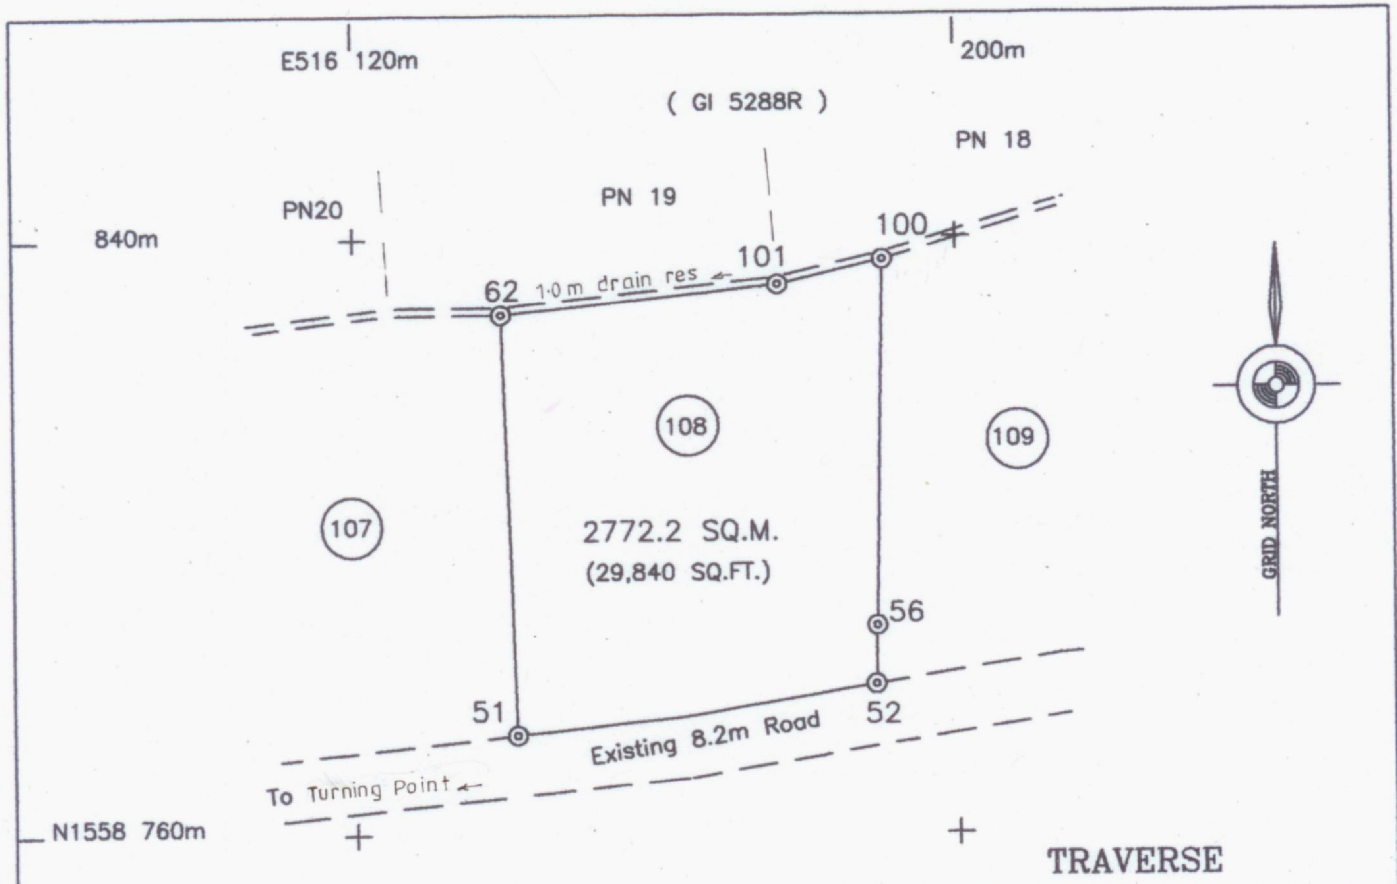 E516 120m
200m
( GI 5288R )
PN 18
PN 19
PN20
840m
100
101
62
1.0m drain res
108
109
107
2772.2 SQ.M.
(29,840 SQ.FT.)
GRID NORTH
56
51
52
Existing 8.2m Road
To Turning Point
N1558 760m
TRAVERSE